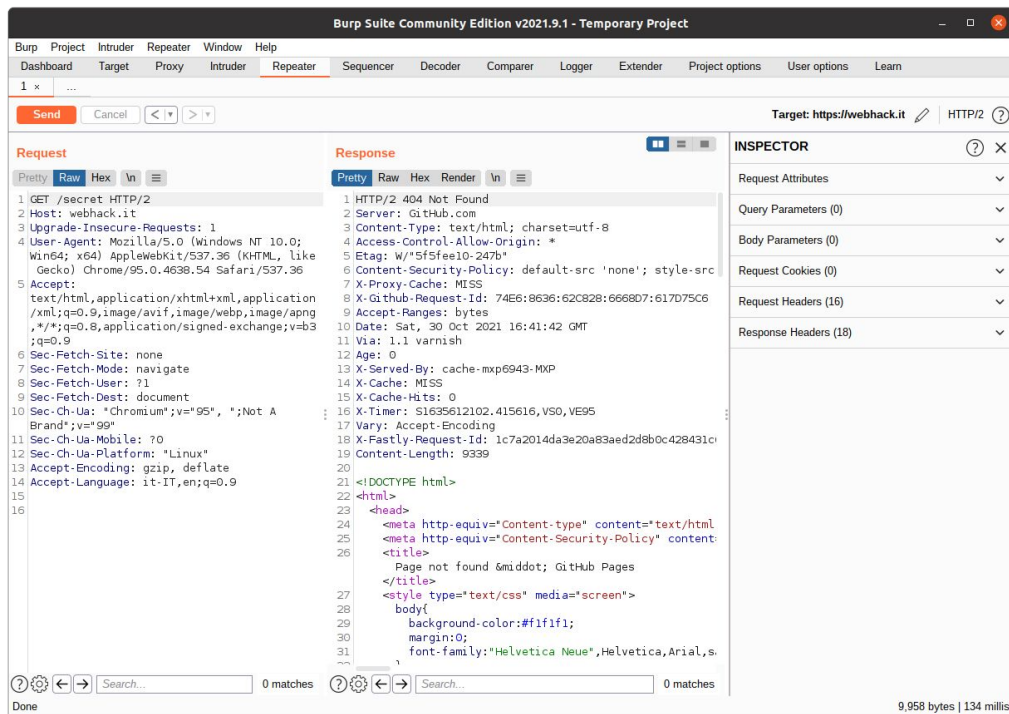 Burp Suite Community Edition v2021.9.1 - Temporary Project
Burp Project Intruder Repeater Window Help
Dashboard Target Proxy Intruder Repeater Sequencer Decoder Comparer Logger Extender Project options User options Learn
1 × ...
Send Cancel < > Target: https://webhack.it HTTP/2 ?
Request
Pretty Raw Hex \n
1 GET /secret HTTP/2
2 Host: webhack.it
3 Upgrade-Insecure-Requests: 1
4 User-Agent: Mozilla/5.0 (Windows NT 10.0;
Win64; x64) AppleWebKit/537.36 (KHTML, like
Gecko) Chrome/95.0.4638.54 Safari/537.36
5 Accept:
text/html,application/xhtml+xml,application
/xml;q=0.9,image/avif,image/webp,image/apng
,*/*;q=0.8,application/signed-exchange;v=b3
;q=0.9
6 Sec-Fetch-Site: none
7 Sec-Fetch-Mode: navigate
8 Sec-Fetch-User: ?1
9 Sec-Fetch-Dest: document
10 Sec-Ch-Ua: "Chromium";v="95", ";Not A
Brand";v="99"
11 Sec-Ch-Ua-Mobile: ?0
12 Sec-Ch-Ua-Platform: "Linux"
13 Accept-Encoding: gzip, deflate
14 Accept-Language: it-IT,en;q=0.9
15
16
? Search... 0 matches
Response
Pretty Raw Hex Render \n
1 HTTP/2 404 Not Found
2 Server: GitHub.com
3 Content-Type: text/html; charset=utf-8
4 Access-Control-Allow-Origin: *
5 Etag: W/"5f5fee10-247b"
6 Content-Security-Policy: default-src 'none'; style-src
7 X-Proxy-Cache: MISS
8 X-Github-Request-Id: 74E6:8636:62C828:6668D7:617D75C6
9 Accept-Ranges: bytes
10 Date: Sat, 30 Oct 2021 16:41:42 GMT
11 Via: 1.1 varnish
12 Age: 0
13 X-Served-By: cache-mxp6943-MXP
14 X-Cache: MISS
15 X-Cache-Hits: 0
16 X-Timer: S1635612102.415616,VS0,VE95
17 Vary: Accept-Encoding
18 X-Fastly-Request-Id: 1c7a2014da3e20a83aed2d8b0c428431c
19 Content-Length: 9339
20
21 <!DOCTYPE html>
22 <html>
23 <head>
24 <meta http-equiv="Content-type" content="text/html
25 <meta http-equiv="Content-Security-Policy" content
26 <title>
Page not found &middot; GitHub Pages
</title>
27 <style type="text/css" media="screen">
28 body{
29 background-color:#f1f1f1;
30 margin:0;
31 font-family:"Helvetica Neue",Helvetica,Arial,s
? Search... 0 matches
INSPECTOR ?
Request Attributes
Query Parameters (0)
Body Parameters (0)
Request Cookies (0)
Request Headers (16)
Response Headers (18)
Done 9,958 bytes | 134 millis